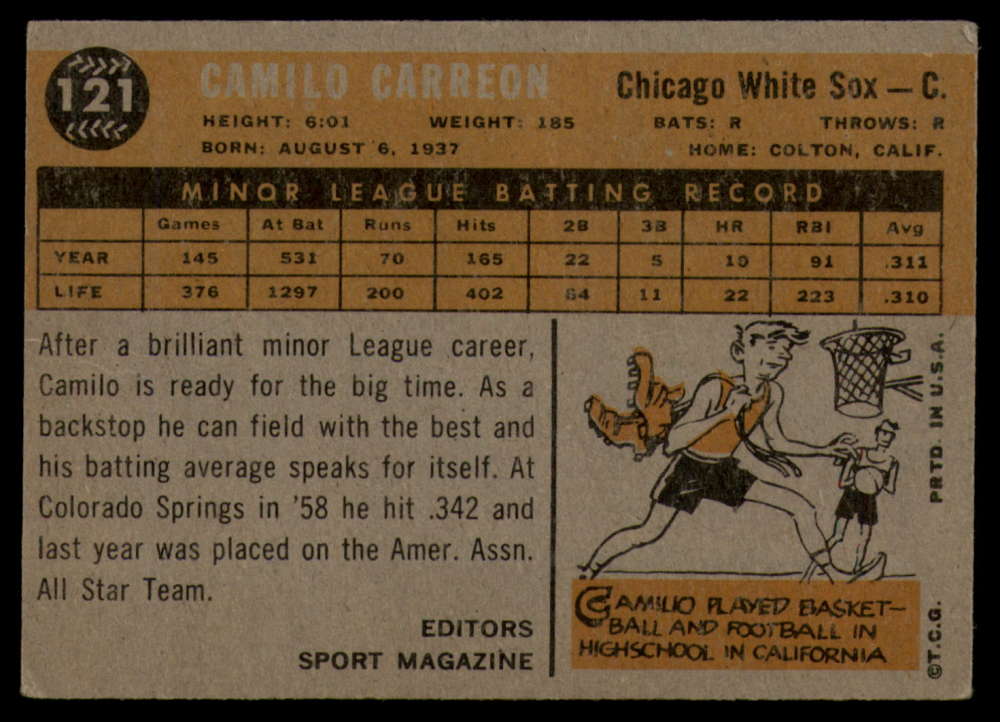 121
CAMILO CARREON
Chicago White Sox — C.
HEIGHT: 6:01 WEIGHT: 185 BATS: R THROWS: R
BORN: AUGUST 6, 1937 HOME: COLTON, CALIF.
MINOR LEAGUE BATTING RECORD
Games At Bat Runs Hits 2B 3B HR RBI Avg
YEAR 145 531 70 165 22 5 10 91 .311
LIFE 376 1297 200 402 64 11 22 223 .310
After a brilliant minor League career,
Camilo is ready for the big time. As a
backstop he can field with the best and
his batting average speaks for itself. At
Colorado Springs in '58 he hit .342 and
last year was placed on the Amer. Assn.
All Star Team.
EDITORS
SPORT MAGAZINE
CAMILIO PLAYED BASKET-
BALL AND FOOTBALL IN
HIGHSCHOOL IN CALIFORNIA
©T.C.G. PRTD. IN U.S.A.